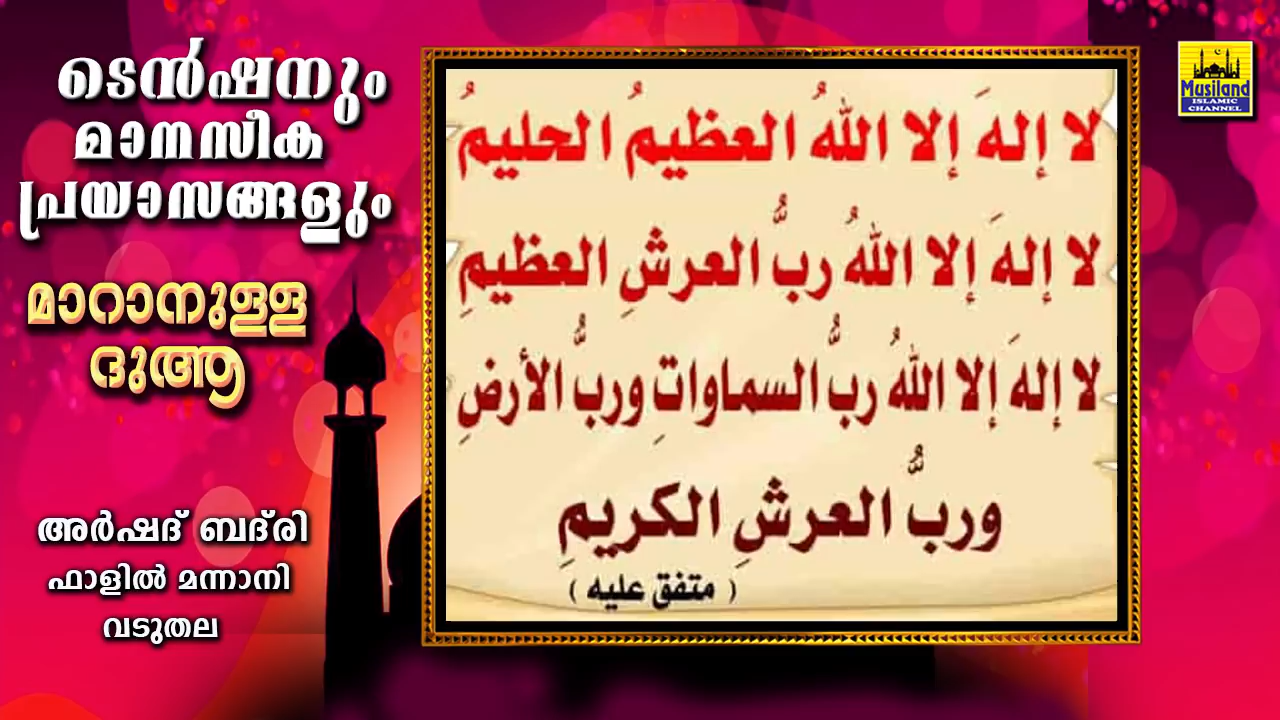 ടെൻഷനും
മാനസീക
പ്രയാസങ്ങളും
മാറാനുള്ള
ദുആ
അർഷദ് ബദ്‌രി
ഫാളിൽ മന്നാനി
വടുതല
لا إلهَ إلا اللهُ العظيمُ الحليمُ
لا إلهَ إلا اللهُ ربُّ العرشِ العظيمِ
لا إلهَ إلا اللهُ ربُّ السماواتِ وربُّ الأرضِ
وربُّ العرشِ الكريمِ
( متفق عليه )
Musiland
ISLAMIC
CHANNEL